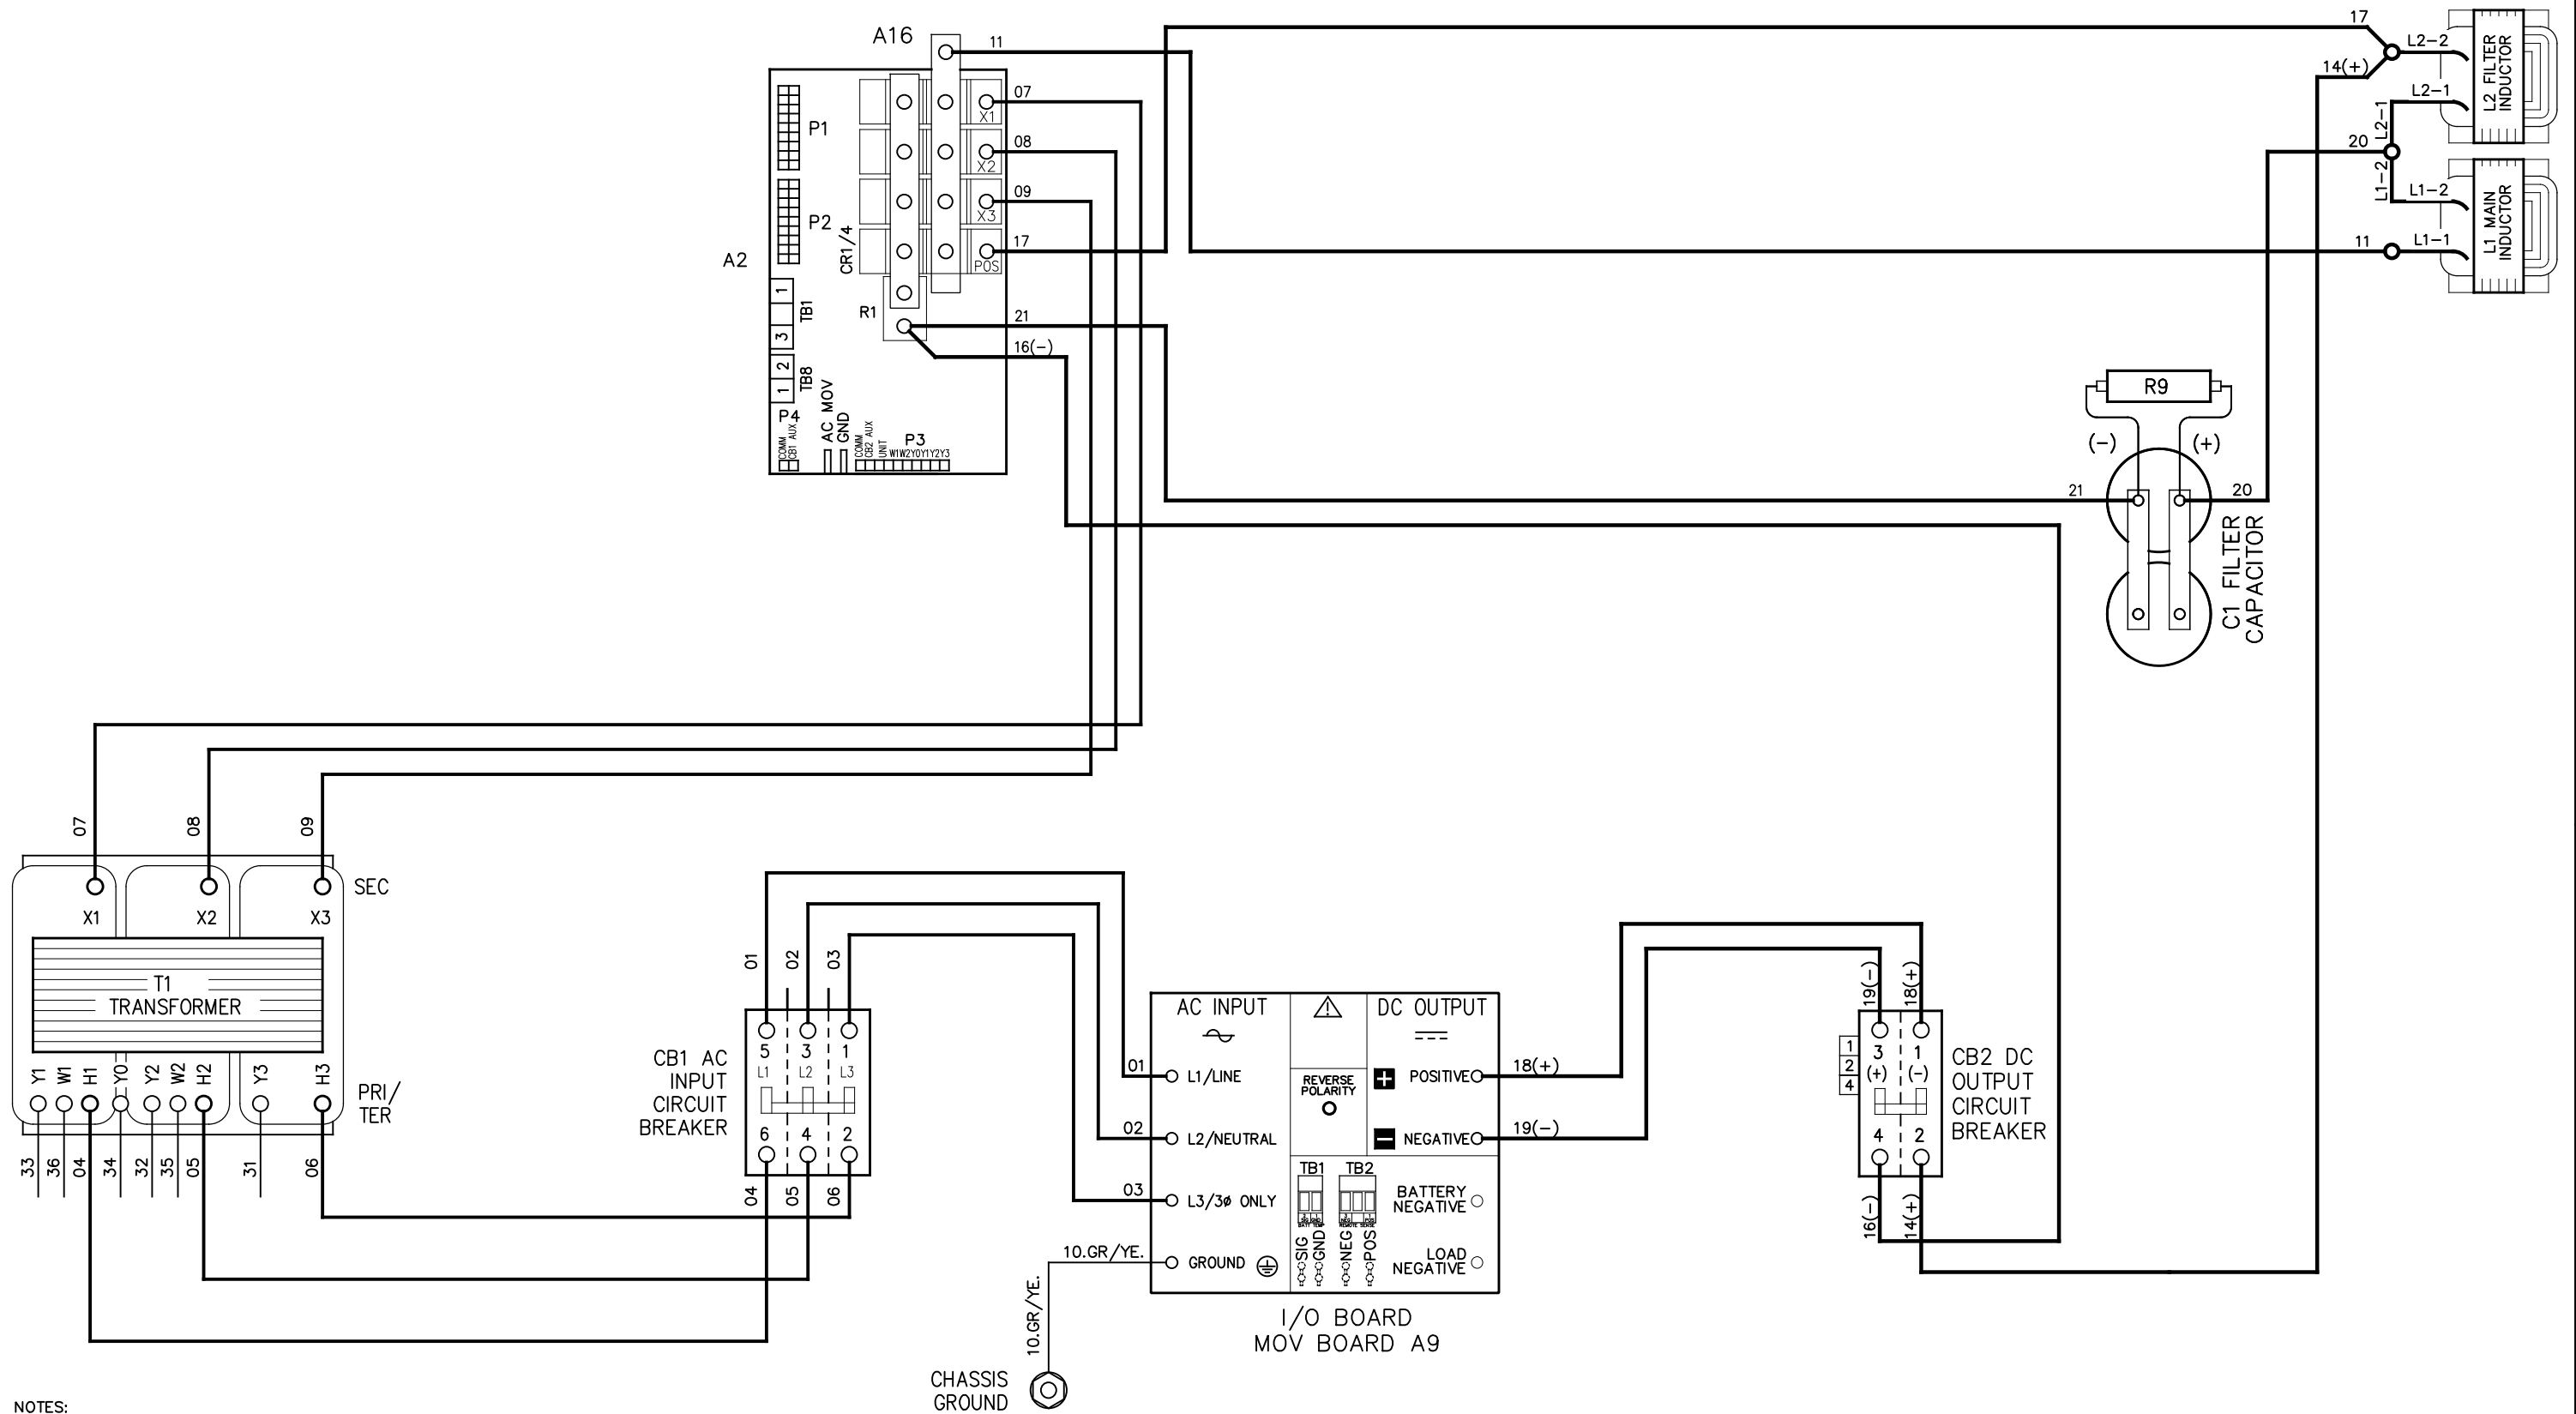 A16
11
17
L2-2
14(+)
L2-1
L2-1
L2 FILTER
INDUCTOR
07
X1
P1
08
X2
20
L1-2
09
X3
P2
L1-2
L1 MAIN
INDUCTOR
A2
CR1/4
17
POS
11
L1-1
1
3
TB1
R1
21
16(-)
2
1
TB8
P4
COMM
CB1 AUX
AC MOV
GND
P3
COMM
CB2 AUX
UNIT
W1W2Y0Y1Y2Y3
R9
(-)
(+)
21
20
C1 FILTER
CAPACITOR
07
08
09
SEC
X1
X2
X3
T1
TRANSFORMER
Y1
W1
H1
Y0
Y2
W2
H2
Y3
H3
PRI/
TER
33
36
04
34
32
35
05
31
06
01
02
03
CB1 AC
INPUT
CIRCUIT
BREAKER
5
3
1
L1
L2
L3
6
4
2
04
05
06
AC INPUT
DC OUTPUT
01
L1/LINE
REVERSE
POLARITY
+
POSITIVE
18(+)
02
L2/NEUTRAL
-
NEGATIVE
19(-)
03
L3/3ø ONLY
TB1
TB2
BATTERY
NEGATIVE
10.GR/YE.
GROUND
SIG
GND
NEG
POS
LOAD
NEGATIVE
10.GR/YE.
I/O BOARD
MOV BOARD A9
CHASSIS
GROUND
19(-)
18(+)
1
2
4
3
1
(+)
(-)
4
2
CB2 DC
OUTPUT
CIRCUIT
BREAKER
16(-)
14(+)
NOTES: